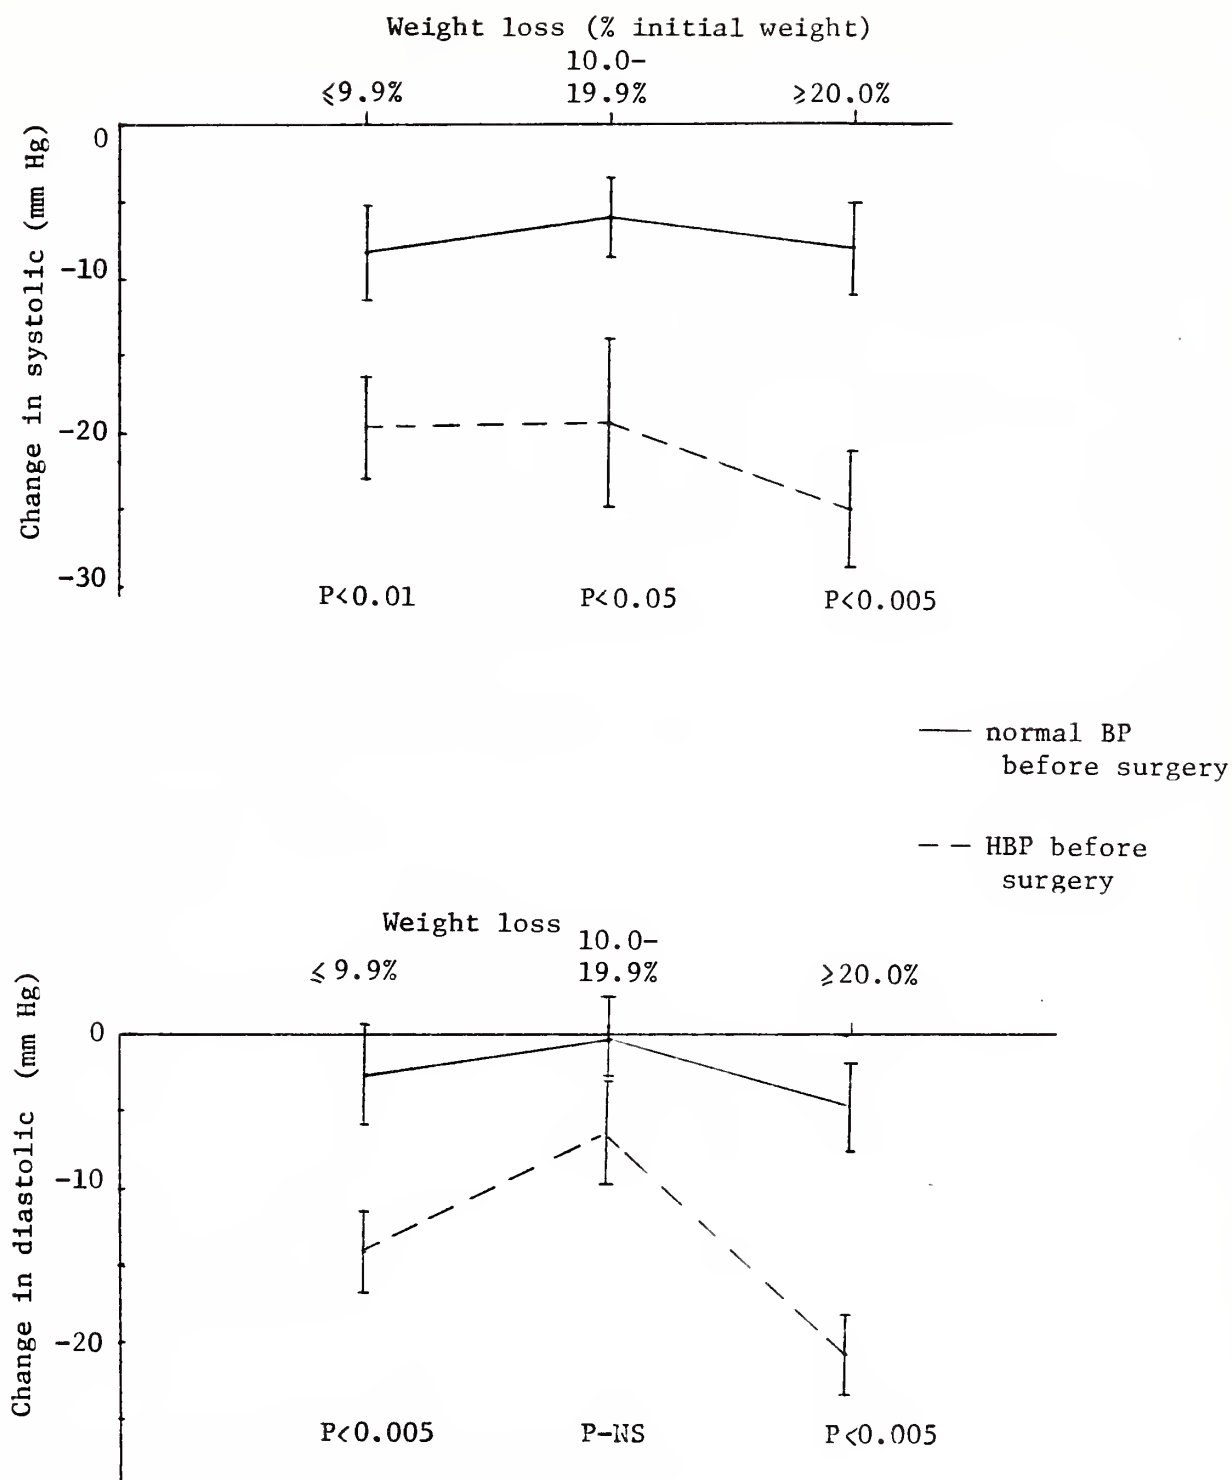 Weight loss (% initial weight)
10.0-
≤9.9% 19.9% ≥20.0%
0
-10
-20
-30
Change in systolic (mm Hg)
P<0.01 P<0.05 P<0.005
normal BP
before surgery
HBP before
surgery
Weight loss
10.0-
≤9.9% 19.9% ≥20.0%
0
-10
-20
Change in diastolic (mm Hg)
P<0.005 P-NS P<0.005